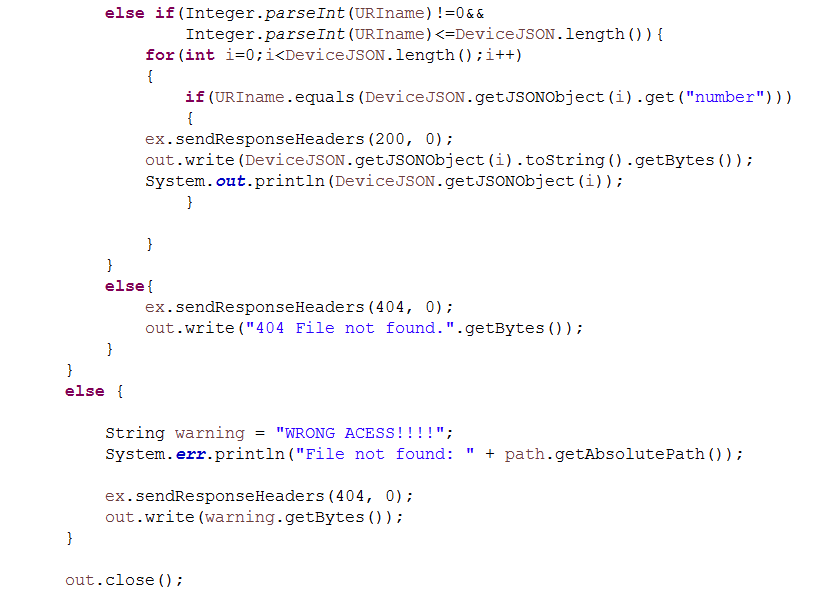 else if(Integer.parseInt(URIname)!=0&&
Integer.parseInt(URIname)<=DeviceJSON.length()){
for(int i=0;i<DeviceJSON.length();i++)
{
if(URIname.equals(DeviceJSON.getJSONObject(i).get("number")))
{
ex.sendResponseHeaders(200, 0);
out.write(DeviceJSON.getJSONObject(i).toString().getBytes());
System.out.println(DeviceJSON.getJSONObject(i));
}
}
}
else{
ex.sendResponseHeaders(404, 0);
out.write("404 File not found.".getBytes());
}
}
else {
String warning = "WRONG ACESS!!!!";
System.err.println("File not found: " + path.getAbsolutePath());
ex.sendResponseHeaders(404, 0);
out.write(warning.getBytes());
}
out.close();